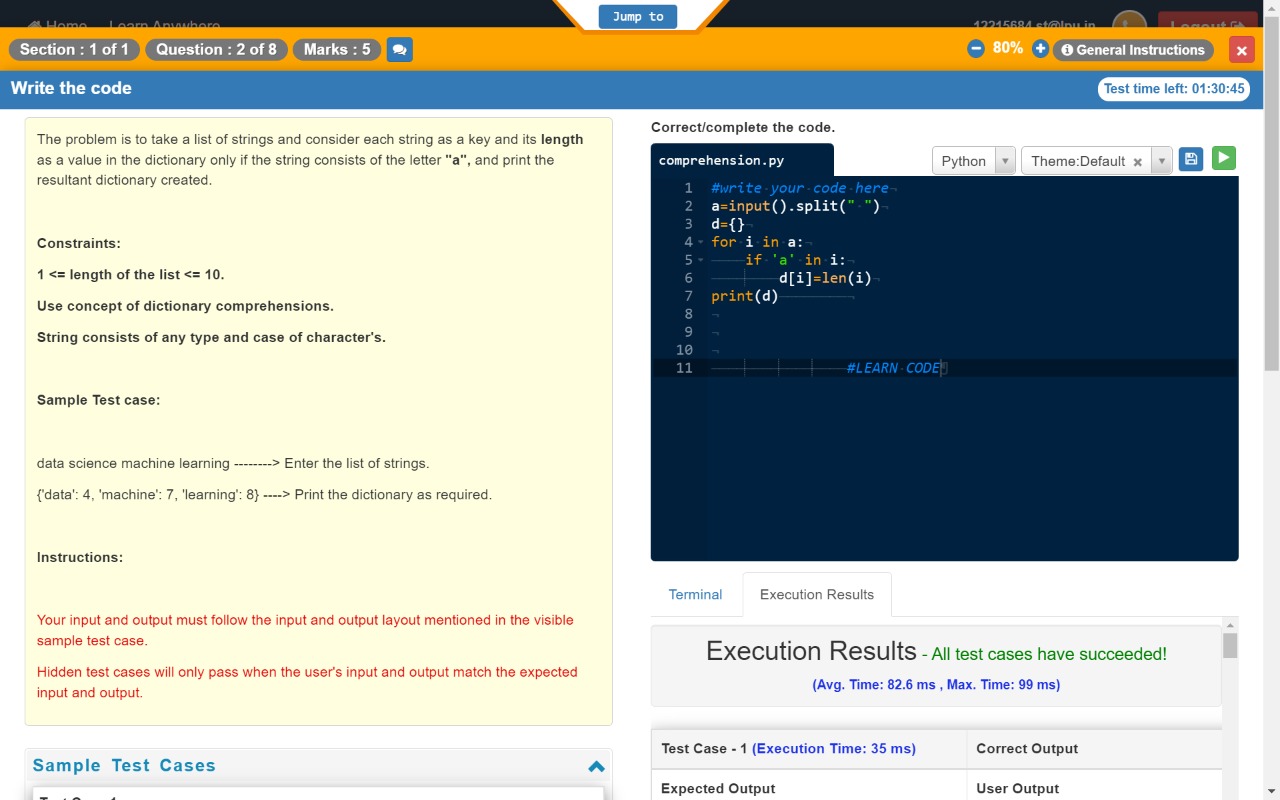 Home Learn Anywhere
Jump to
12215684.st@lpu.in
Logout
Section : 1 of 1
Question : 2 of 8
Marks : 5
80%
General Instructions
Write the code
Test time left: 01:30:45
The problem is to take a list of strings and consider each string as a key and its length
as a value in the dictionary only if the string consists of the letter "a", and print the
resultant dictionary created.
Constraints:
1 <= length of the list <= 10.
Use concept of dictionary comprehensions.
String consists of any type and case of character's.
Sample Test case:
data science machine learning --------> Enter the list of strings.
{'data': 4, 'machine': 7, 'learning': 8} ----> Print the dictionary as required.
Instructions:
Your input and output must follow the input and output layout mentioned in the visible
sample test case.
Hidden test cases will only pass when the user's input and output match the expected
input and output.
Sample Test Cases
Correct/complete the code.
comprehension.py
Python
Theme:Default
1 #write your code here
2 a=input().split(" ")
3 d={}
4 for i in a:
5 if 'a' in i:
6 d[i]=len(i)
7 print(d)
8
9
10
11 #LEARN CODE
Terminal
Execution Results
Execution Results - All test cases have succeeded!
(Avg. Time: 82.6 ms , Max. Time: 99 ms)
Test Case - 1 (Execution Time: 35 ms)
Correct Output
Expected Output
User Output